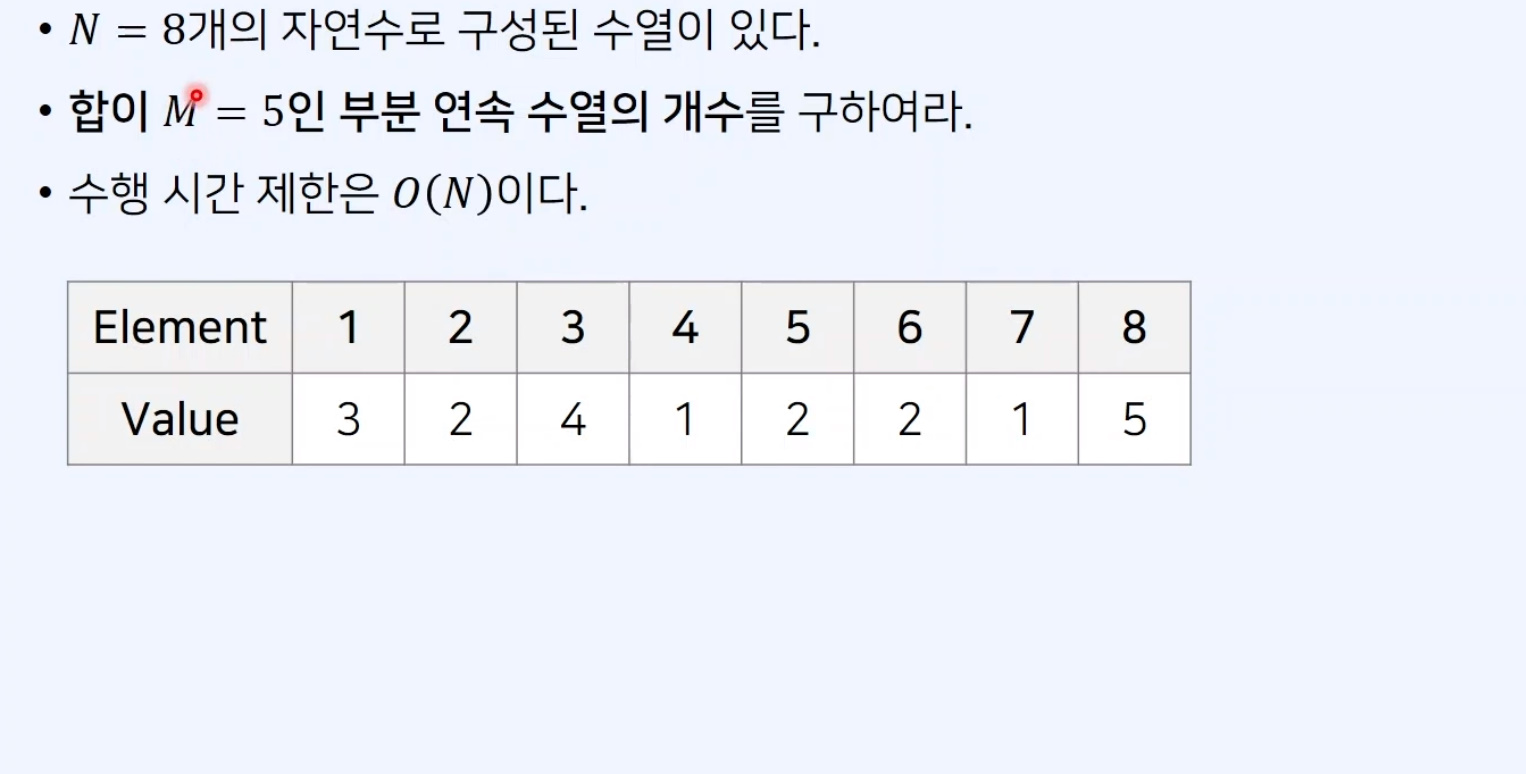 • N = 8개의 자연수로 구성된 수열이 있다.
• 합이 M = 5인 부분 연속 수열의 개수를 구하여라.
• 수행 시간 제한은 O(N)이다.
Element 1 2 3 4 5 6 7 8
Value 3 2 4 1 2 2 1 5